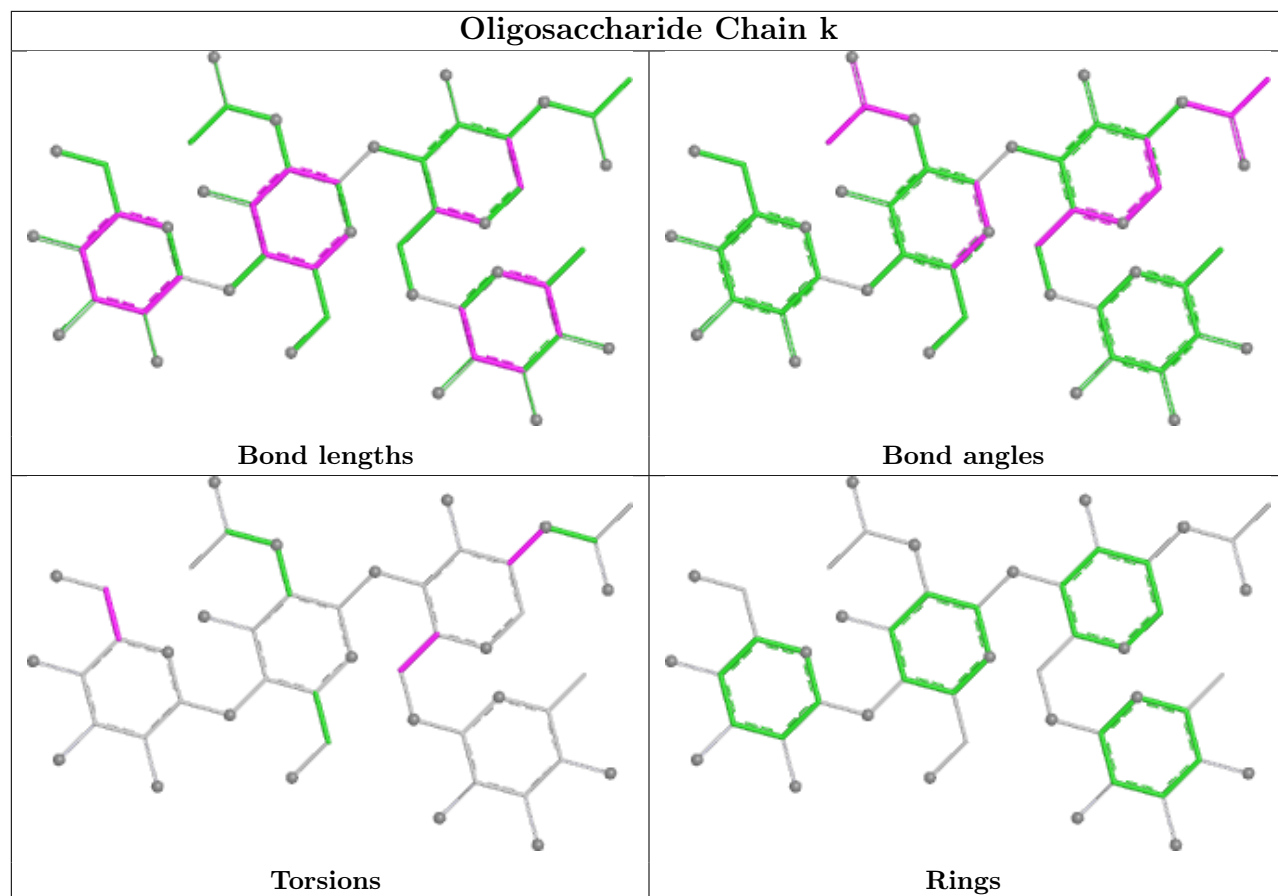 Oligosaccharide Chain k
Bond lengths
Bond angles
Torsions
Rings